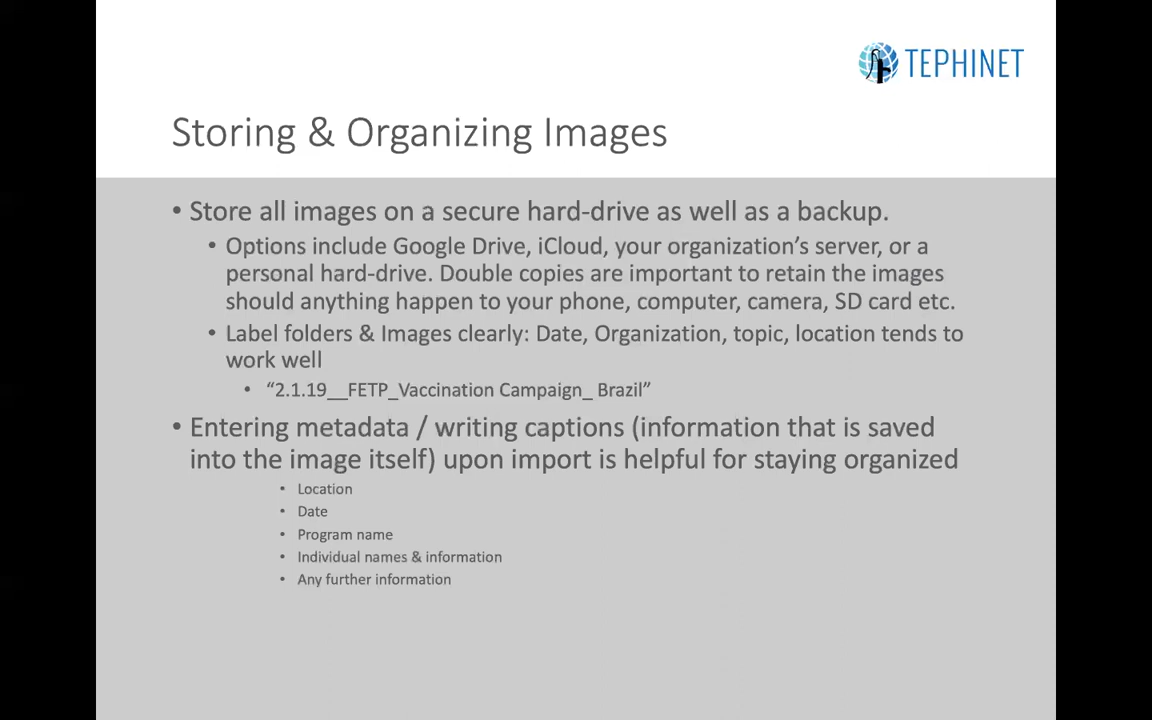 TEPHINET
Storing & Organizing Images
• Store all images on a secure hard-drive as well as a backup.
• Options include Google Drive, iCloud, your organization’s server, or a
personal hard-drive. Double copies are important to retain the images
should anything happen to your phone, computer, camera, SD card etc.
• Label folders & Images clearly: Date, Organization, topic, location tends to
work well
• “2.1.19__FETP_Vaccination Campaign_ Brazil”
• Entering metadata / writing captions (information that is saved
into the image itself) upon import is helpful for staying organized
• Location
• Date
• Program name
• Individual names & information
• Any further information